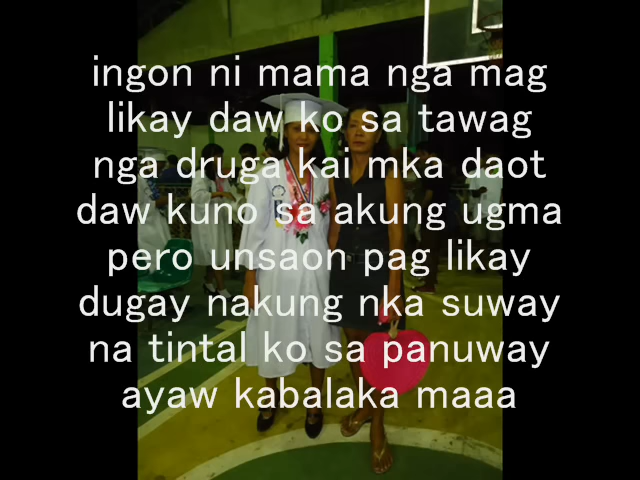 ingon ni mama nga mag
likay daw ko sa tawag
nga druga kai mka daot
daw kuno sa akung ugma
pero unsaon pag likay
dugay nakung nka suway
na tintal ko sa panuway
ayaw kabalaka maaa